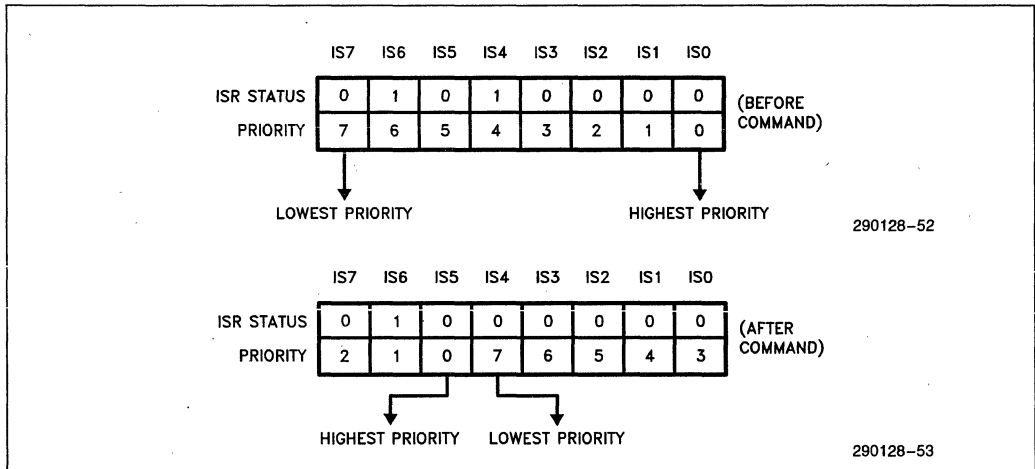 IS7 IS6 IS5 IS4 IS3 IS2 IS1 IS0
ISR STATUS 0 1 0 1 0 0 0 0
PRIORITY 7 6 5 4 3 2 1 0
(BEFORE
COMMAND)
LOWEST PRIORITY HIGHEST PRIORITY
290128–52
IS7 IS6 IS5 IS4 IS3 IS2 IS1 IS0
ISR STATUS 0 1 0 0 0 0 0 0
PRIORITY 2 1 0 7 6 5 4 3
(AFTER
COMMAND)
HIGHEST PRIORITY LOWEST PRIORITY
290128–53